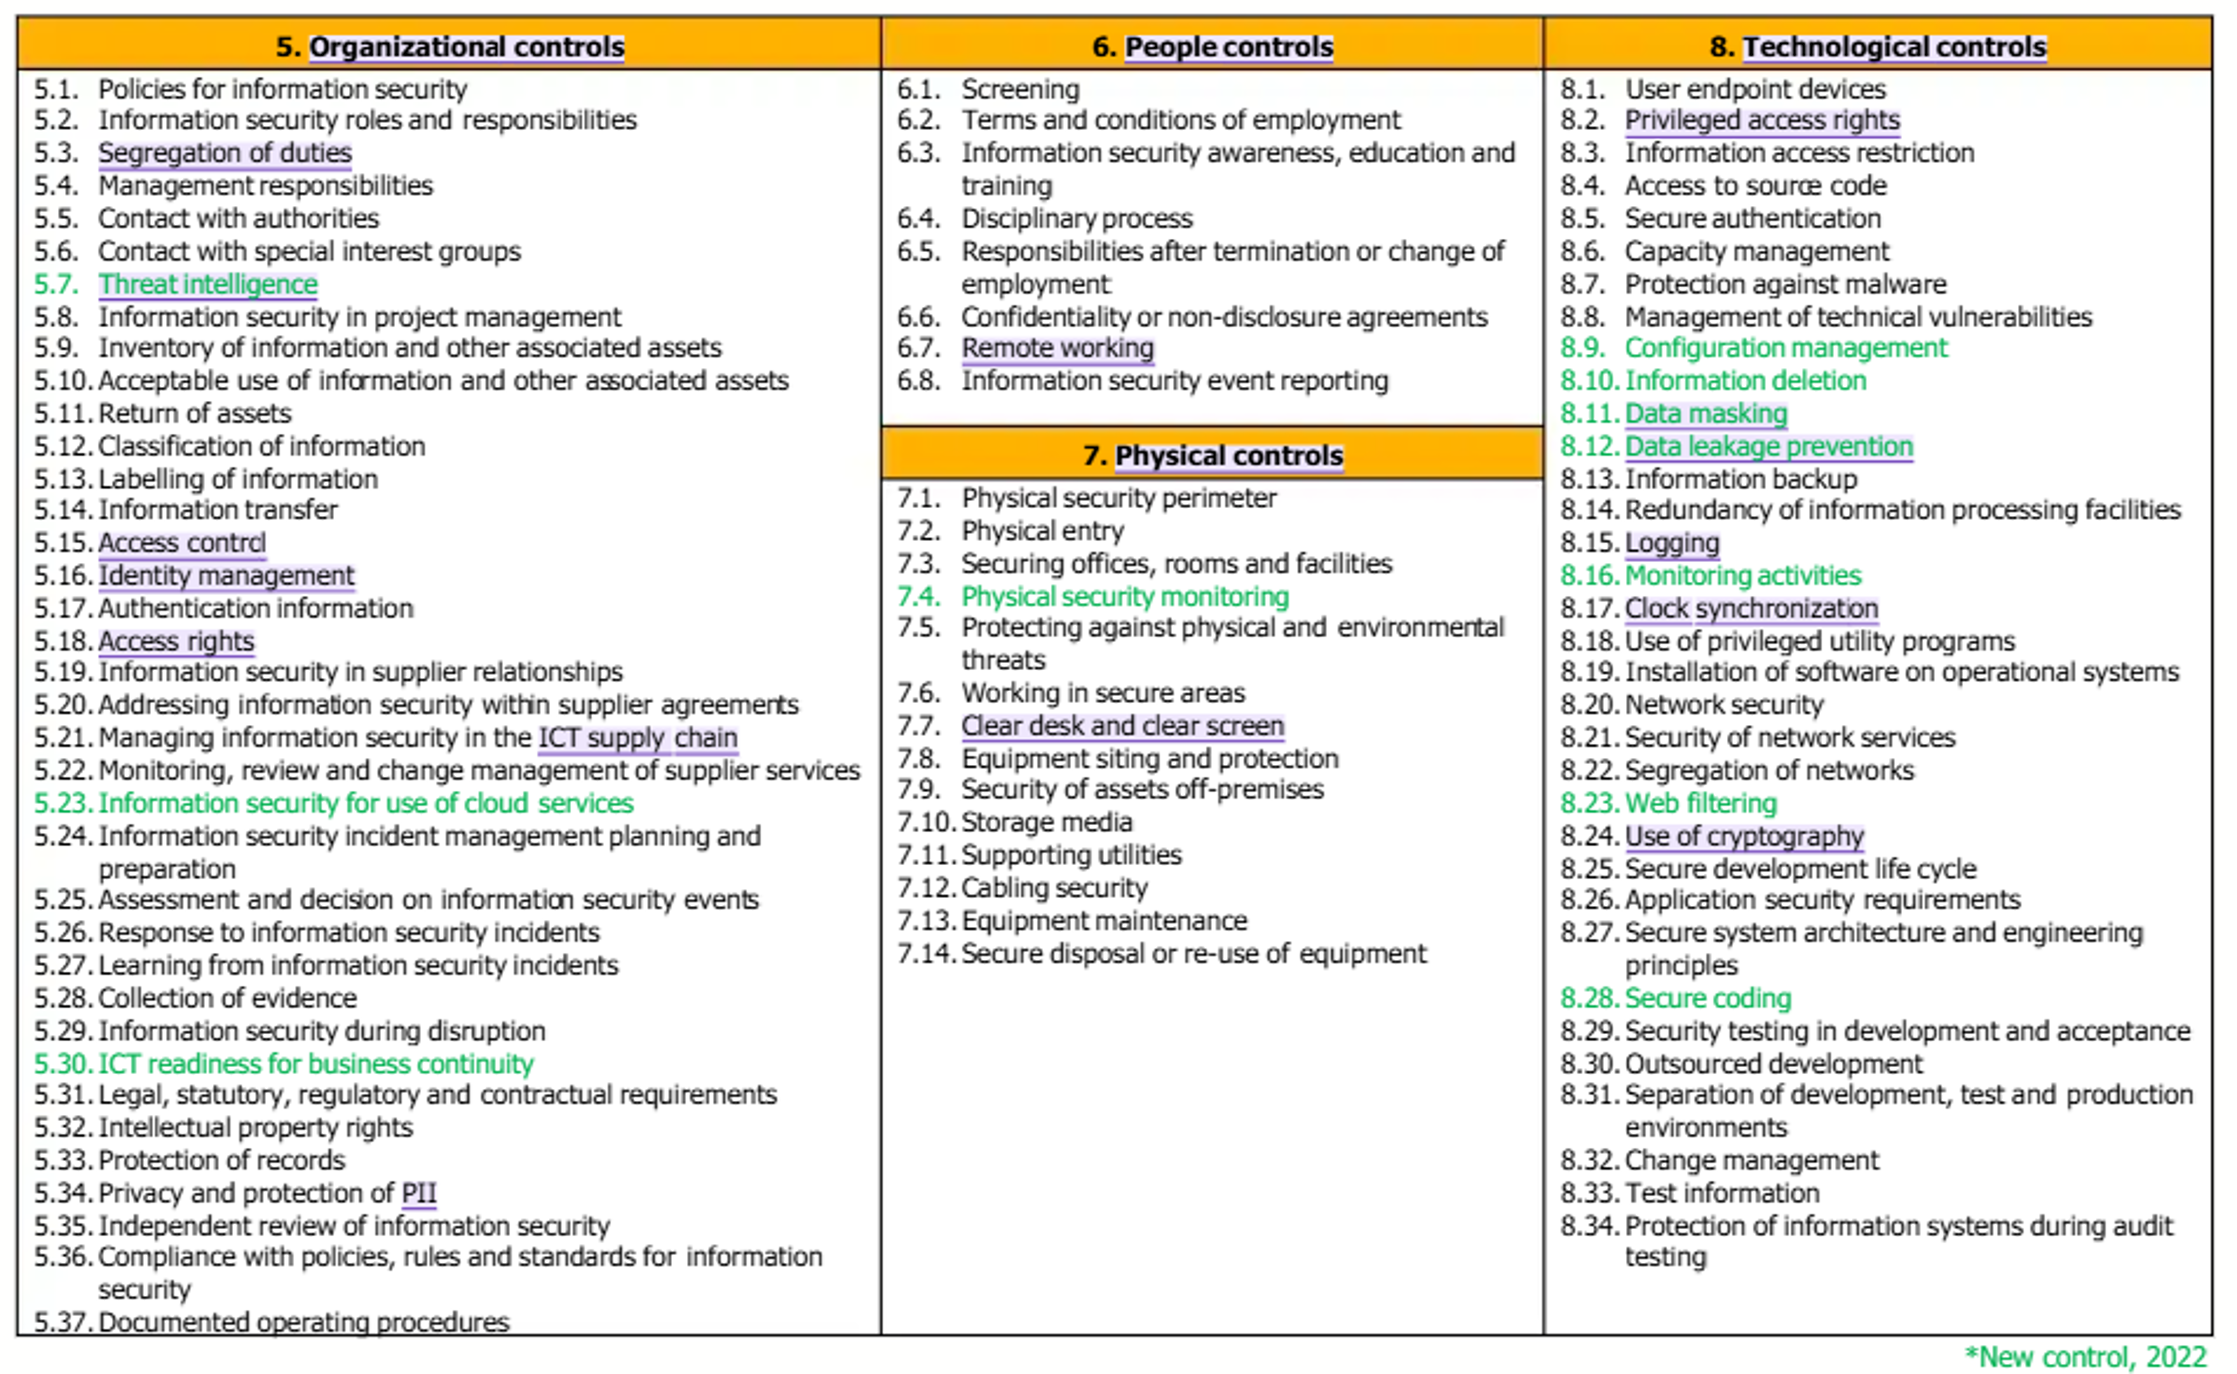 5. Organizational controls
5.1. Policies for information security
5.2. Information security roles and responsibilities
5.3. Segregation of duties
5.4. Management responsibilities
5.5. Contact with authorities
5.6. Contact with special interest groups
5.7. Threat intelligence
5.8. Information security in project management
5.9. Inventory of information and other associated assets
5.10. Acceptable use of information and other associated assets
5.11. Return of assets
5.12. Classification of information
5.13. Labelling of information
5.14. Information transfer
5.15. Access control
5.16. Identity management
5.17. Authentication information
5.18. Access rights
5.19. Information security in supplier relationships
5.20. Addressing information security within supplier agreements
5.21. Managing information security in the ICT supply chain
5.22. Monitoring, review and change management of supplier services
5.23. Information security for use of cloud services
5.24. Information security incident management planning and
preparation
5.25. Assessment and decision on information security events
5.26. Response to information security incidents
5.27. Learning from information security incidents
5.28. Collection of evidence
5.29. Information security during disruption
5.30. ICT readiness for business continuity
5.31. Legal, statutory, regulatory and contractual requirements
5.32. Intellectual property rights
5.33. Protection of records
5.34. Privacy and protection of PII
5.35. Independent review of information security
5.36. Compliance with policies, rules and standards for information
security
5.37. Documented operating procedures
6. People controls
6.1. Screening
6.2. Terms and conditions of employment
6.3. Information security awareness, education and
training
6.4. Disciplinary process
6.5. Responsibilities after termination or change of
employment
6.6. Confidentiality or non-disclosure agreements
6.7. Remote working
6.8. Information security event reporting
7. Physical controls
7.1. Physical security perimeter
7.2. Physical entry
7.3. Securing offices, rooms and facilities
7.4. Physical security monitoring
7.5. Protecting against physical and environmental
threats
7.6. Working in secure areas
7.7. Clear desk and clear screen
7.8. Equipment siting and protection
7.9. Security of assets off-premises
7.10. Storage media
7.11. Supporting utilities
7.12. Cabling security
7.13. Equipment maintenance
7.14. Secure disposal or re-use of equipment
8. Technological controls
8.1. User endpoint devices
8.2. Privileged access rights
8.3. Information access restriction
8.4. Access to source code
8.5. Secure authentication
8.6. Capacity management
8.7. Protection against malware
8.8. Management of technical vulnerabilities
8.9. Configuration management
8.10. Information deletion
8.11. Data masking
8.12. Data leakage prevention
8.13. Information backup
8.14. Redundancy of information processing facilities
8.15. Logging
8.16. Monitoring activities
8.17. Clock synchronization
8.18. Use of privileged utility programs
8.19. Installation of software on operational systems
8.20. Network security
8.21. Security of network services
8.22. Segregation of networks
8.23. Web filtering
8.24. Use of cryptography
8.25. Secure development life cycle
8.26. Application security requirements
8.27. Secure system architecture and engineering
principles
8.28. Secure coding
8.29. Security testing in development and acceptance
8.30. Outsourced development
8.31. Separation of development, test and production
environments
8.32. Change management
8.33. Test information
8.34. Protection of information systems during audit
testing
*New control, 2022